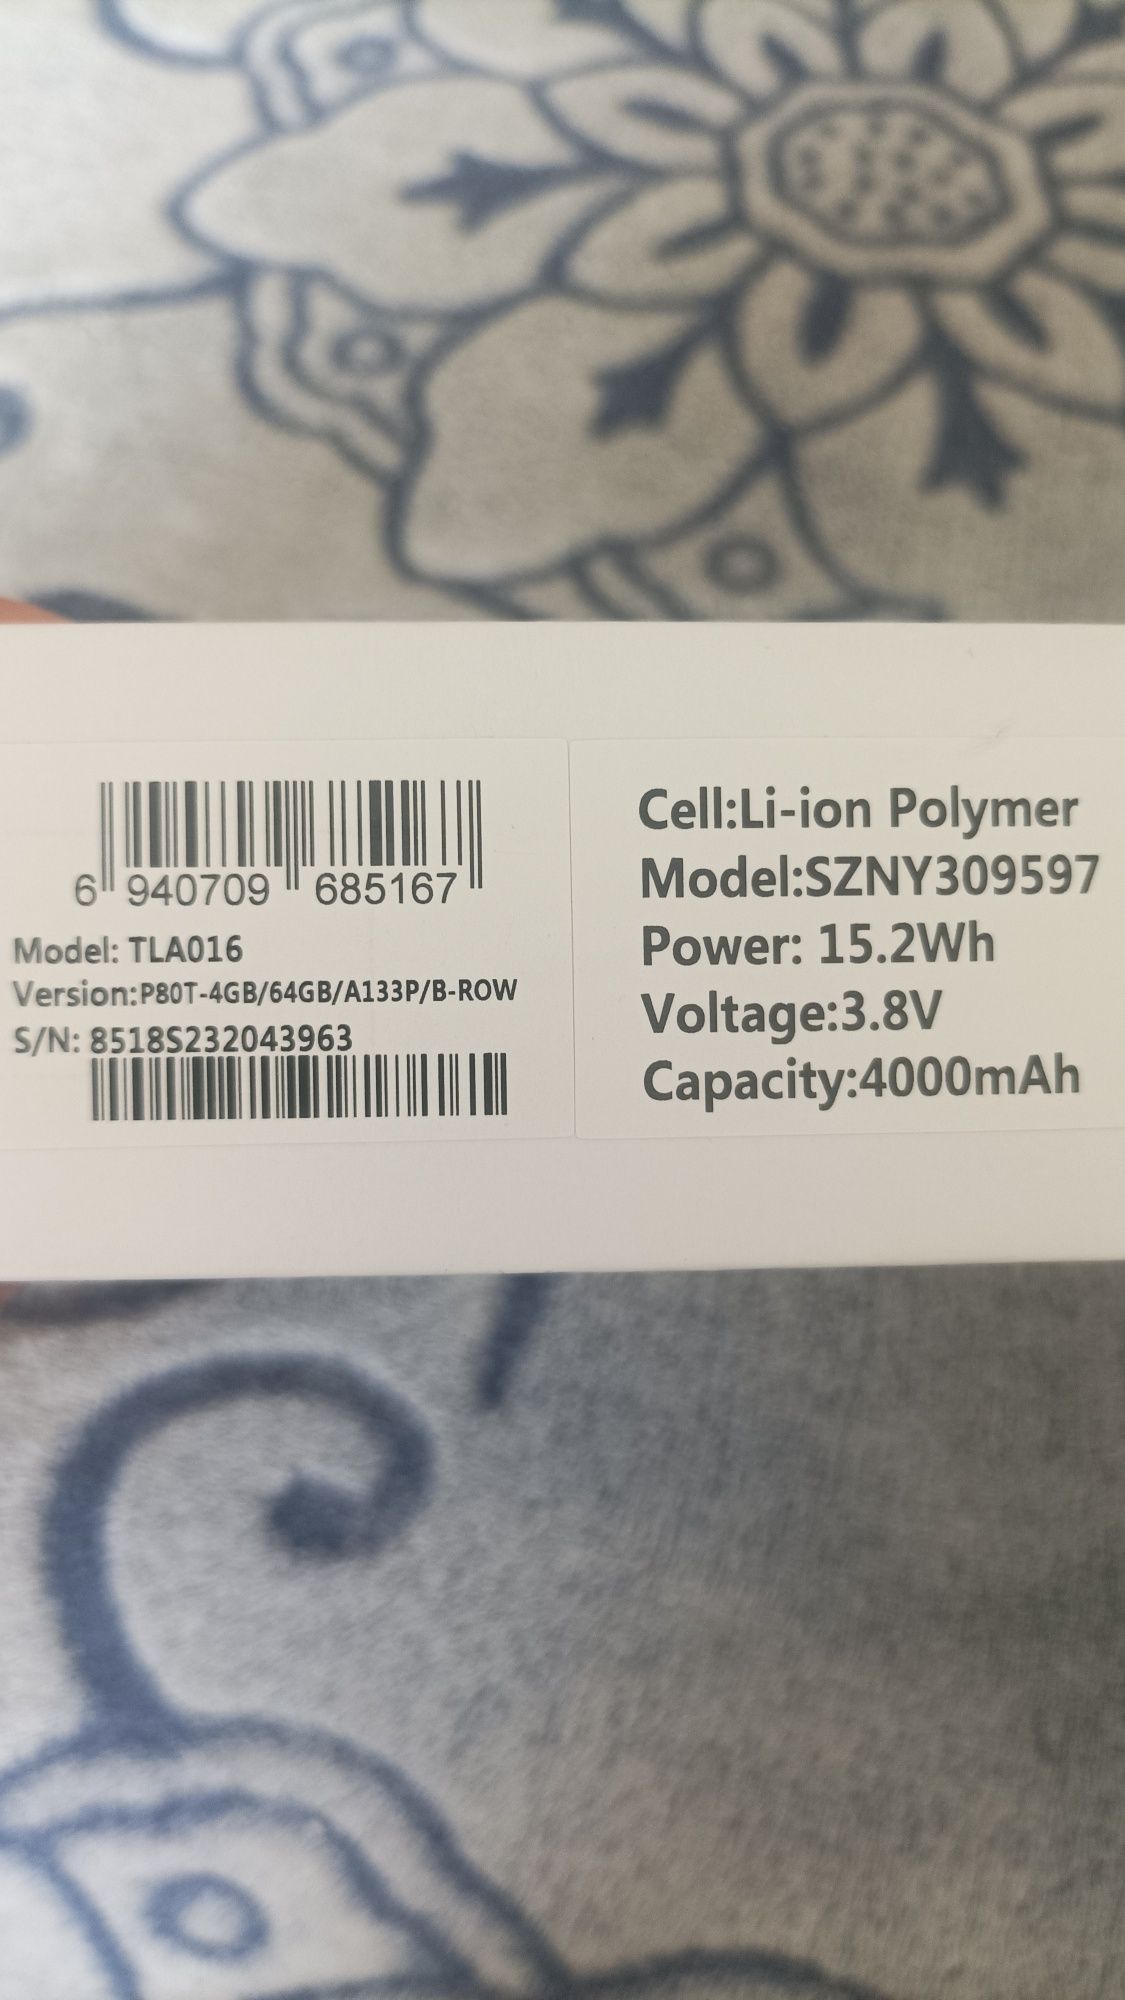 6 940709 685167
Model: TLA016
Version:P80T-4GB/64GB/A133P/B-ROW
S/N: 8518S232043963
Cell:Li-ion Polymer
Model:SZNY309597
Power: 15.2Wh
Voltage:3.8V
Capacity:4000mAh